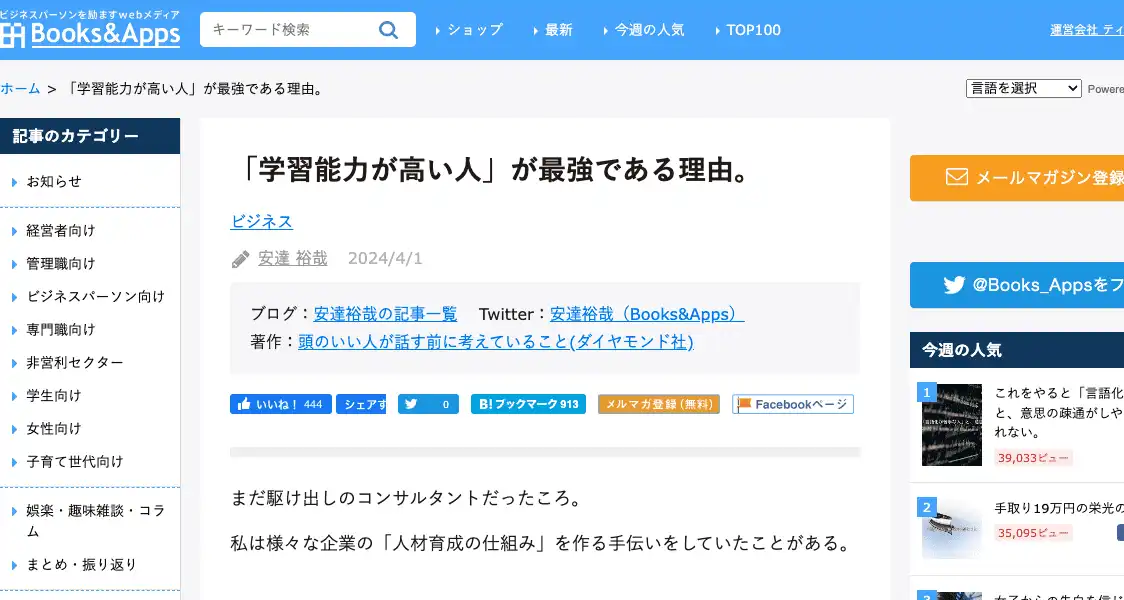 ビジネスパーソンを励ますwebメディア
Books&Apps
キーワード検索
ショップ
最新
今週の人気
TOP100
運営会社 ティ
ホーム > 「学習能力が高い人」が最強である理由。
言語を選択
Powere
記事のカテゴリー
お知らせ
経営者向け
管理職向け
ビジネスパーソン向け
専門職向け
非営利セクター
学生向け
女性向け
子育て世代向け
娯楽・趣味雑談・コラ
ム
まとめ・振り返り
「学習能力が高い人」が最強である理由。
ビジネス
安達 裕哉 2024/4/1
ブログ：安達裕哉の記事一覧 Twitter：安達裕哉（Books&Apps）
著作：頭のいい人が話す前に考えていること(ダイヤモンド社)
いいね！ 444
シェアす
0
B!ブックマーク 913
メルマガ登録（無料）
Facebookページ
まだ駆け出しのコンサルタントだったころ。
私は様々な企業の「人材育成の仕組み」を作る手伝いをしていたことがある。
メールマガジン登録
@Books_Appsをフ
今週の人気
1
これをやると「言語化
と、意思の疎通がしや
れない。
39,033ビュー
2
手取り19万円の栄光の
35,095ビュー